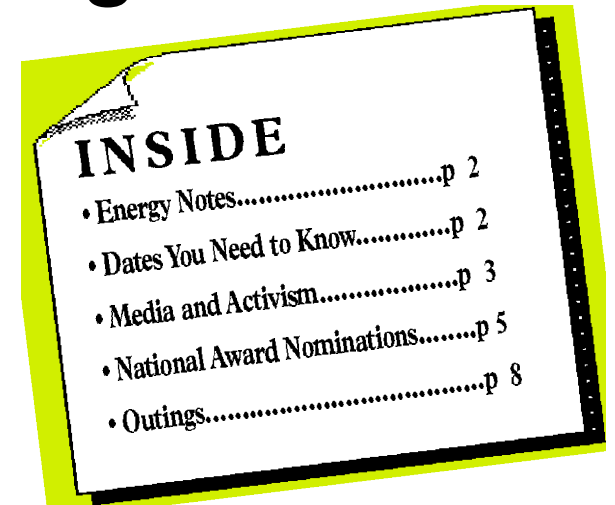 INSIDE
• Energy Notes............................p 2
• Dates You Need to Know.............p 2
• Media and Activism...................p 3
• National Award Nominations........p 5
• Outings......................................p 8